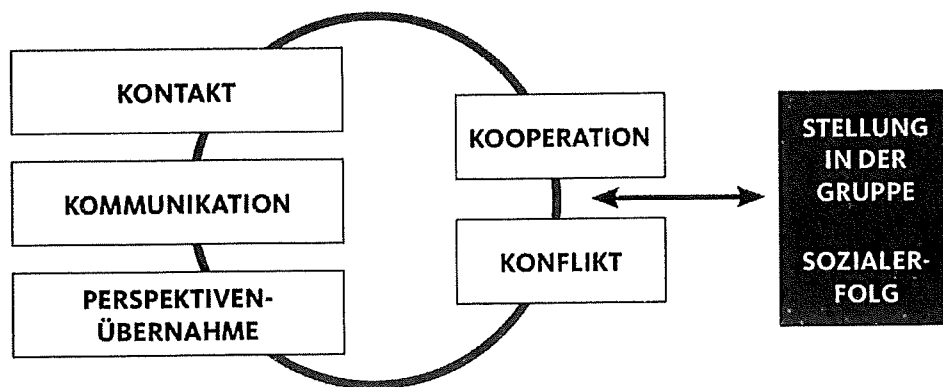 KONTAKT
KOMMUNIKATION
PERSPEKTIVEN-
ÜBERNAHME
KOOPERATION
KONFLIKT
STELLUNG
IN DER
GRUPPE
SOZIALER-
FOLG